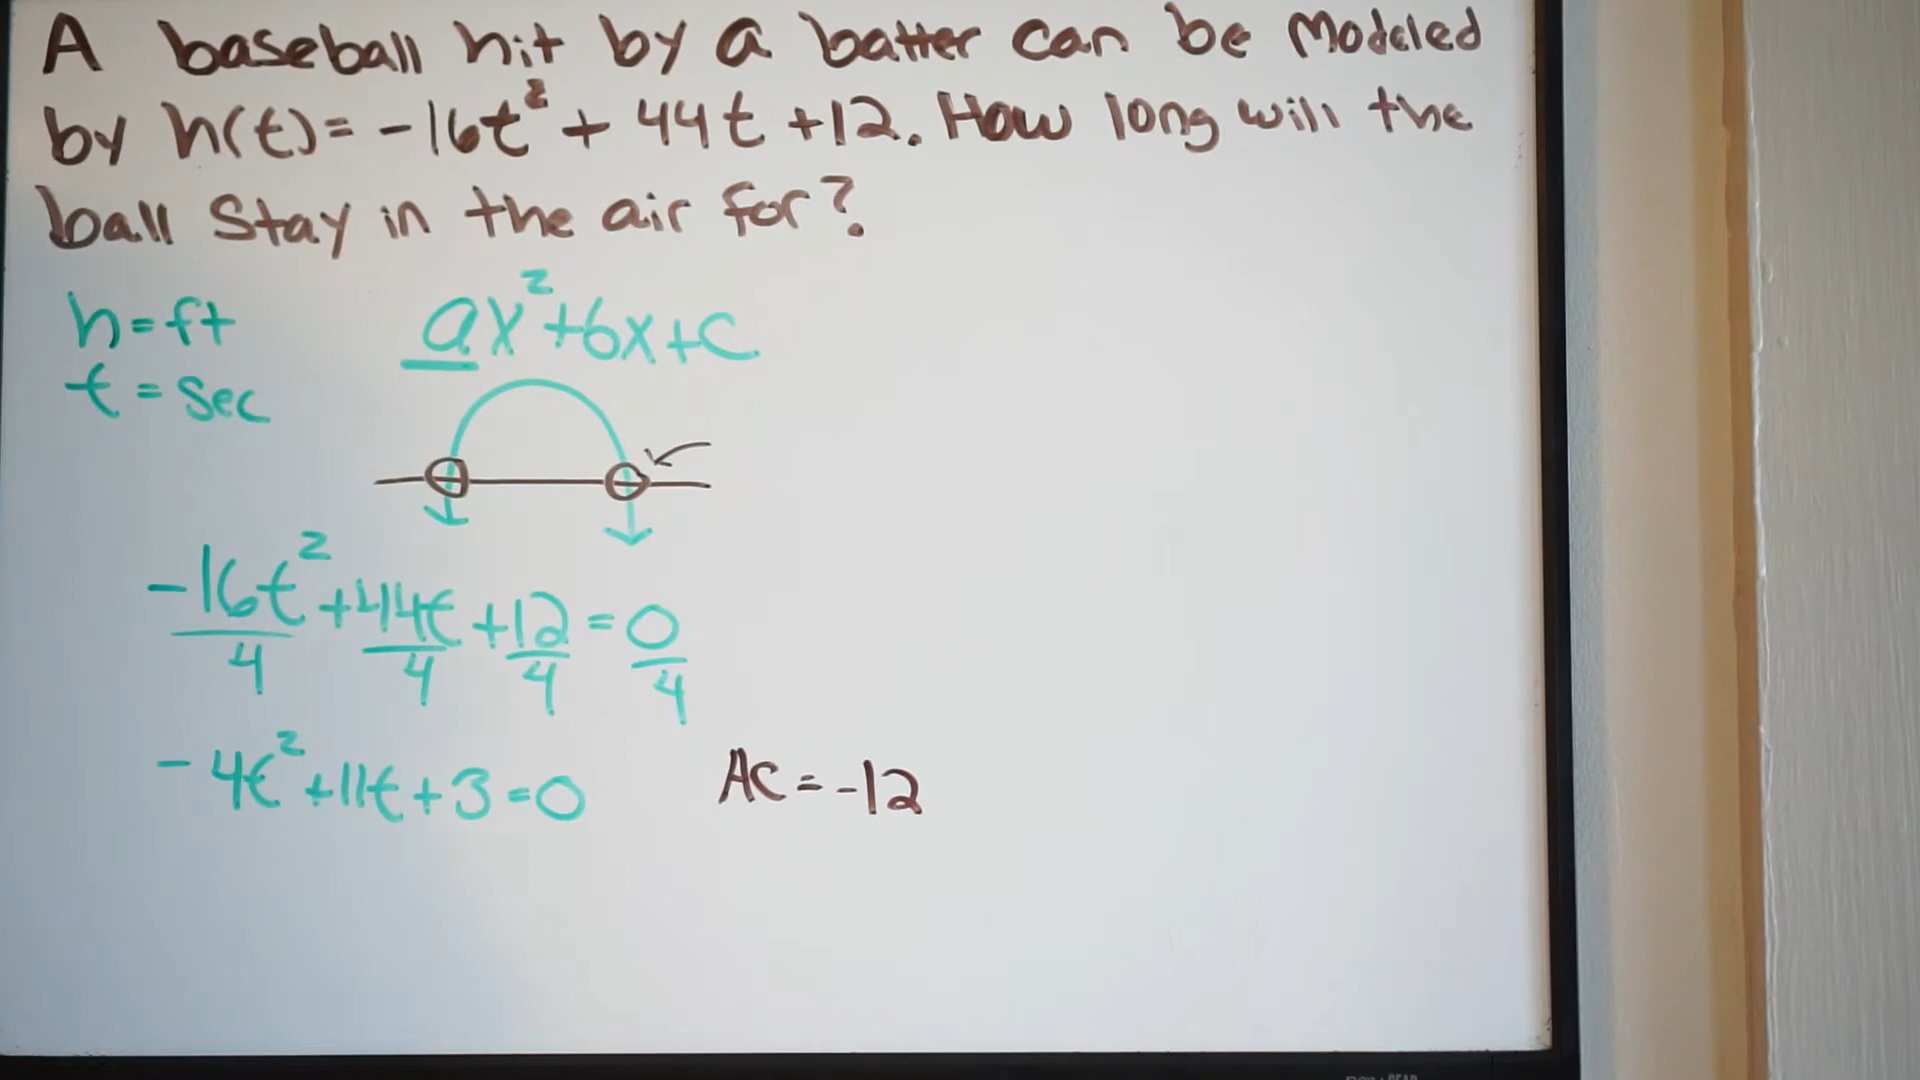 A baseball hit by a batter can be modeled
by h(t) = -16t² + 44t +12. How long will the
ball Stay in the air for?
h = ft
t = sec
ax²+bx+c
-16t²/4 + 44t/4 + 12/4 = 0/4
-4t²+11t+3=0
AC = -12